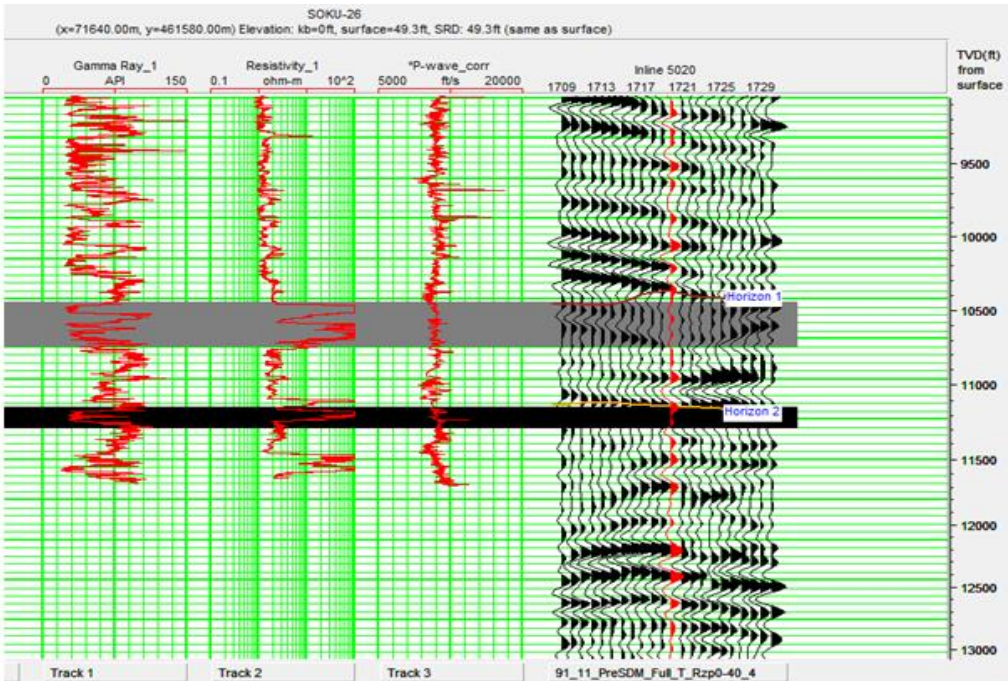 SOKU-26
(x=71640.00m, y=461580.00m) Elevation: kb=0ft, surface=49.3ft, SRD: 49.3ft (same as surface)
Gamma Ray_1
0 API 150
Resistivity_1
0.1 ohm-m 10^2
*P-wave_corr
5000 ft/s 20000
Inline 5020
1709 1713 1717 1721 1725 1729
TVD(ft)
from
surface
9500
10000
Horizon 1
10500
11000
Horizon 2
11500
12000
12500
13000
Track 1 Track 2 Track 3 91_11_PreSDM_Full_T_Rzp0-40_4